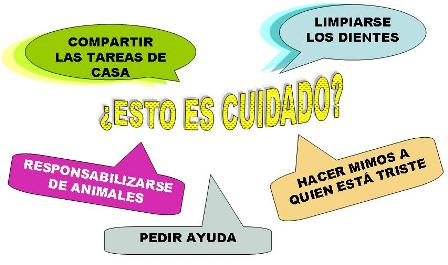 COMPARTIR
LAS TAREAS DE
CASA
LIMPIARSE
LOS DIENTES
¿ESTO ES CUIDADO?
RESPONSABILIZARSE
DE ANIMALES
PEDIR AYUDA
HACER MIMOS A
QUIEN ESTÁ TRISTE